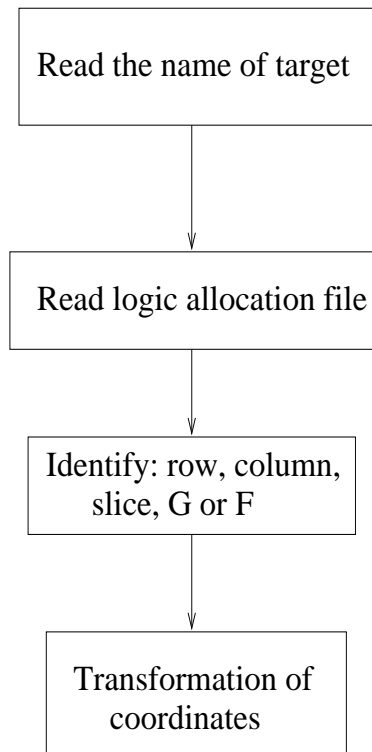 Read the name of target
Read logic allocation file
Identify: row, column,
slice, G or F
Transformation of
coordinates